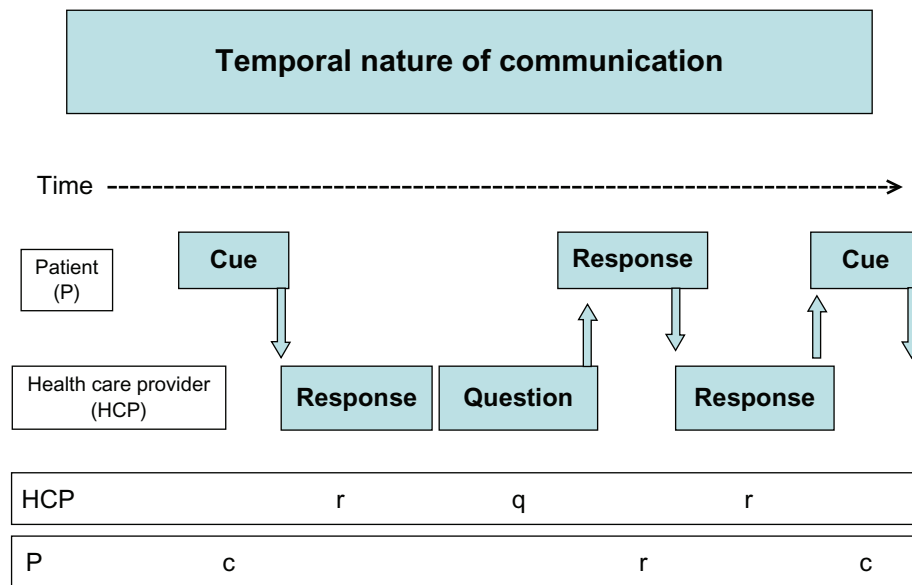 Temporal nature of communication
Time
Patient
(P)
Cue
Response
Cue
Health care provider
(HCP)
Response
Question
Response
HCP r q r
P c r c